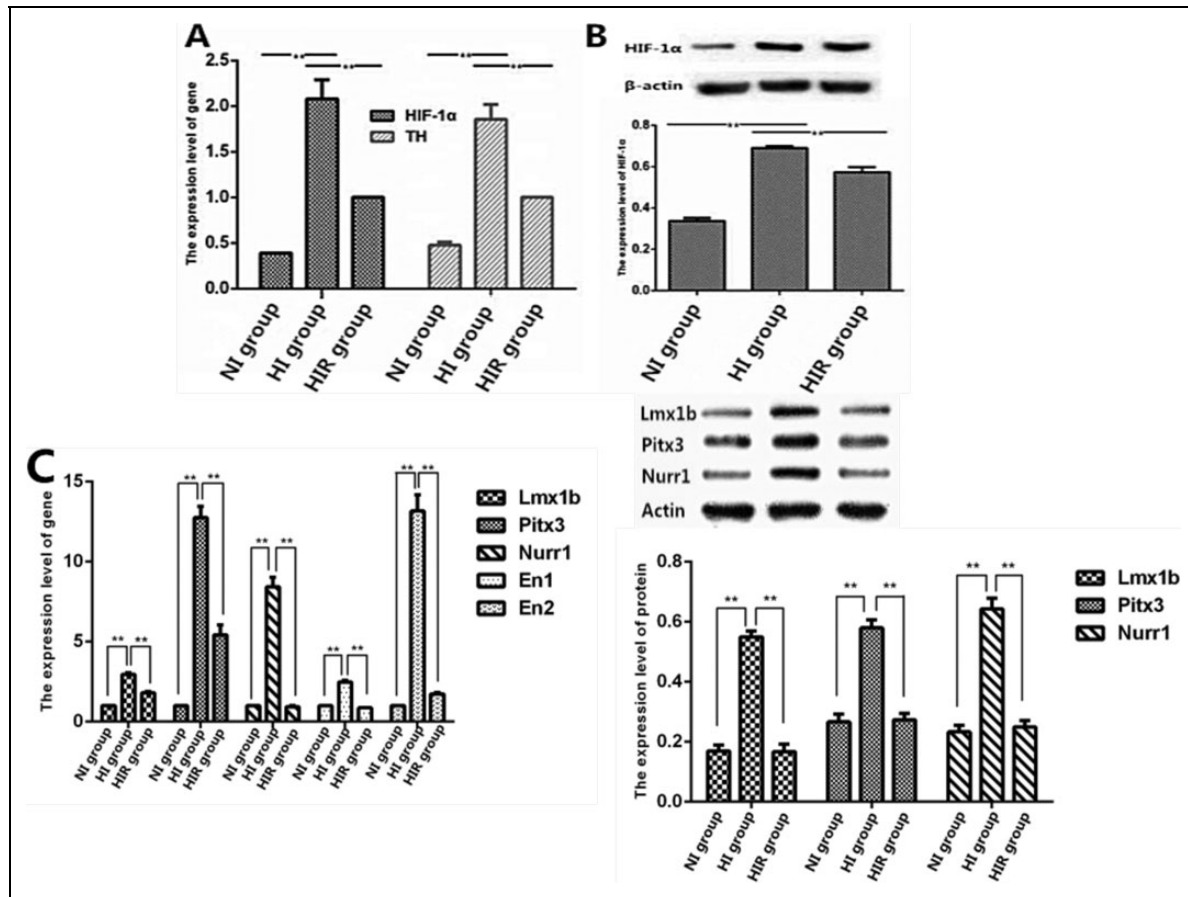 A
The expression level of gene
2.5
2.0
1.5
1.0
0.5
0.0
** ** ** **
HIF-1α
TH
NI group
HI group
HIR group
NI group
HI group
HIR group
B
HIF-1α
β-actin
The expression level of HIF-1α
0.8
0.6
0.4
0.2
** **
NI group
HI group
HIR group
C
The expression level of gene
15
10
5
0
** ** ** ** ** ** ** ** ** **
Lmx1b
Pitx3
Nurr1
En1
En2
NI group
HI group
HIR group
NI group
HI group
HIR group
NI group
HI group
HIR group
NI group
HI group
HIR group
NI group
HI group
HIR group
Lmx1b
Pitx3
Nurr1
Actin
The expression level of protein
0.8
0.6
0.4
0.2
0.0
** ** ** ** ** **
Lmx1b
Pitx3
Nurr1
NI group
HI group
HIR group
NI group
HI group
HIR group
NI group
HI group
HIR group